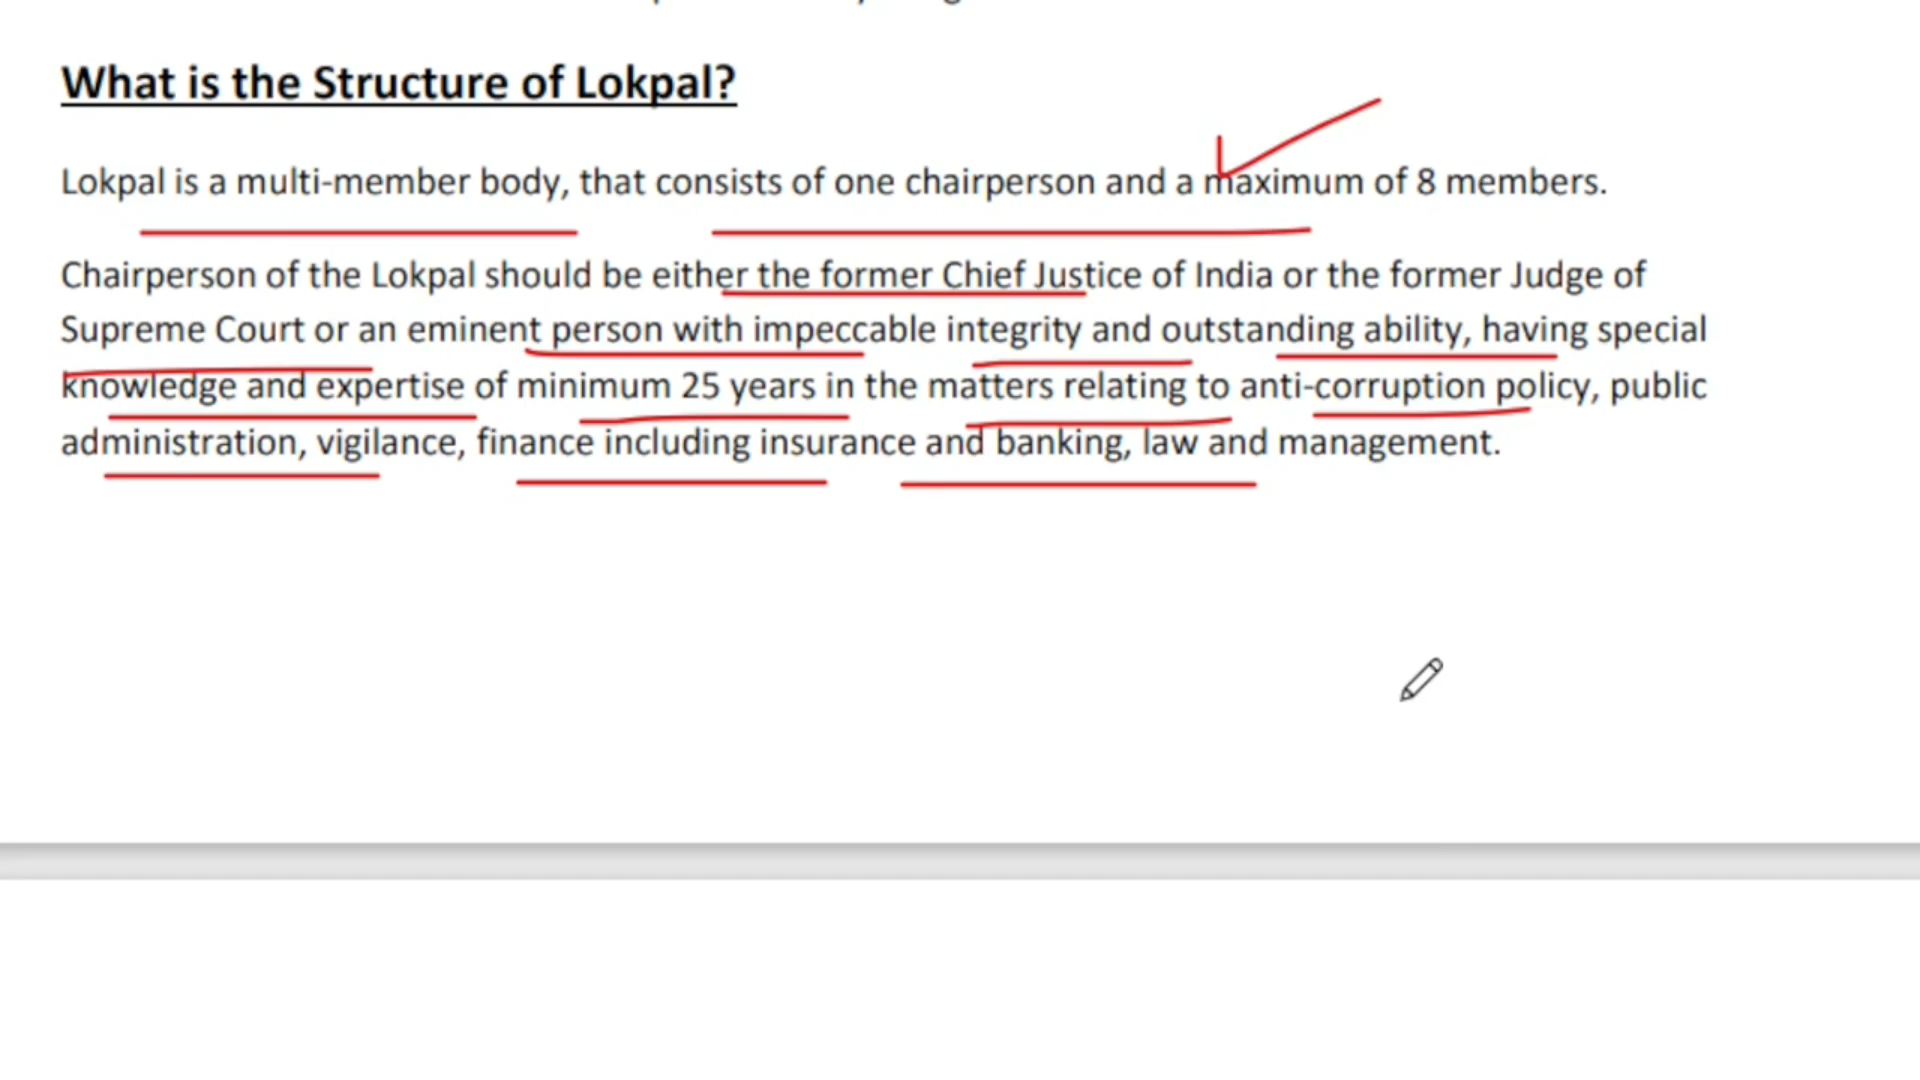 What is the Structure of Lokpal?
Lokpal is a multi-member body, that consists of one chairperson and a maximum of 8 members.
Chairperson of the Lokpal should be either the former Chief Justice of India or the former Judge of
Supreme Court or an eminent person with impeccable integrity and outstanding ability, having special
knowledge and expertise of minimum 25 years in the matters relating to anti-corruption policy, public
administration, vigilance, finance including insurance and banking, law and management.